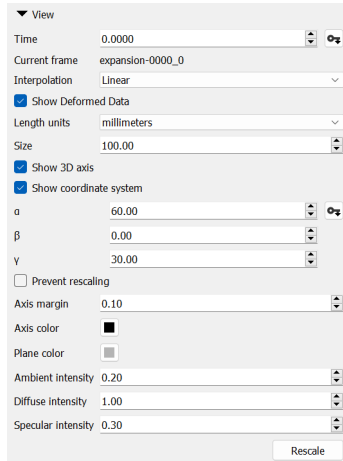 View
Time 0.0000
Current frame expansion-0000_0
Interpolation Linear
Show Deformed Data
Length units millimeters
Size 100.00
Show 3D axis
Show coordinate system
α 60.00
β 0.00
γ 30.00
Prevent rescaling
Axis margin 0.10
Axis color
Plane color
Ambient intensity 0.20
Diffuse intensity 1.00
Specular intensity 0.30
Rescale